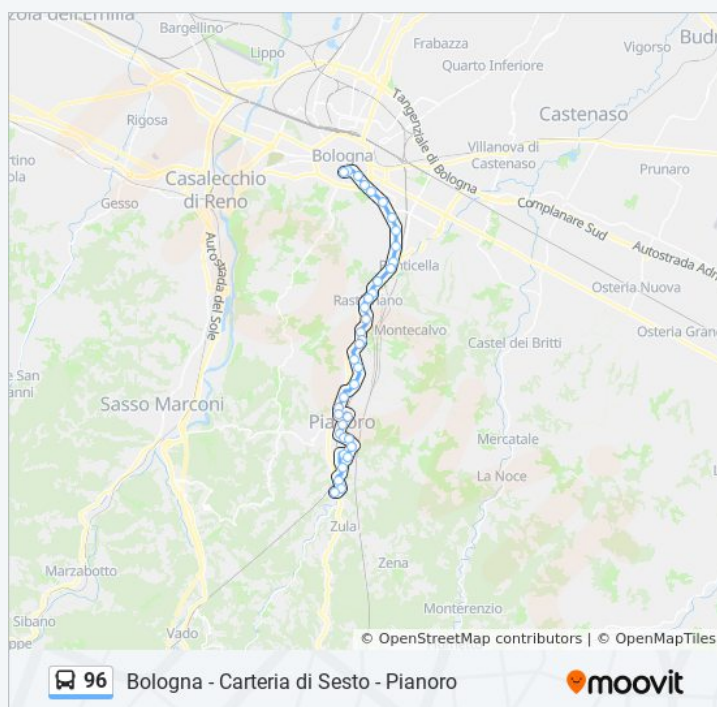 zola dell'Emilia
Bargellino
Lippo
Frabazza
Budr
Vigorso
Quarto Inferiore
Castenaso
Rigosa
Tangenziale di Bologna
Bologna
Villanova di
Castenaso
Prunaro
rtino
ola
Casalecchio
di Reno
Gesso
Complanare Sud
Autostrada Adri
Autostrada del Sole
Ponticella
Osteria Nuova
Rastignano
Montecalvo
Osteria Grand
Castel dei Britti
e San
anni
Sasso Marconi
Pianoro
Mercatale
La Noce
Zula
Zena
Marzabotto
Monterenzio
Sibano
ppe
Vado
© OpenStreetMap contributors | © OpenMapTiles
96 Bologna - Carteria di Sesto - Pianoro
moovit